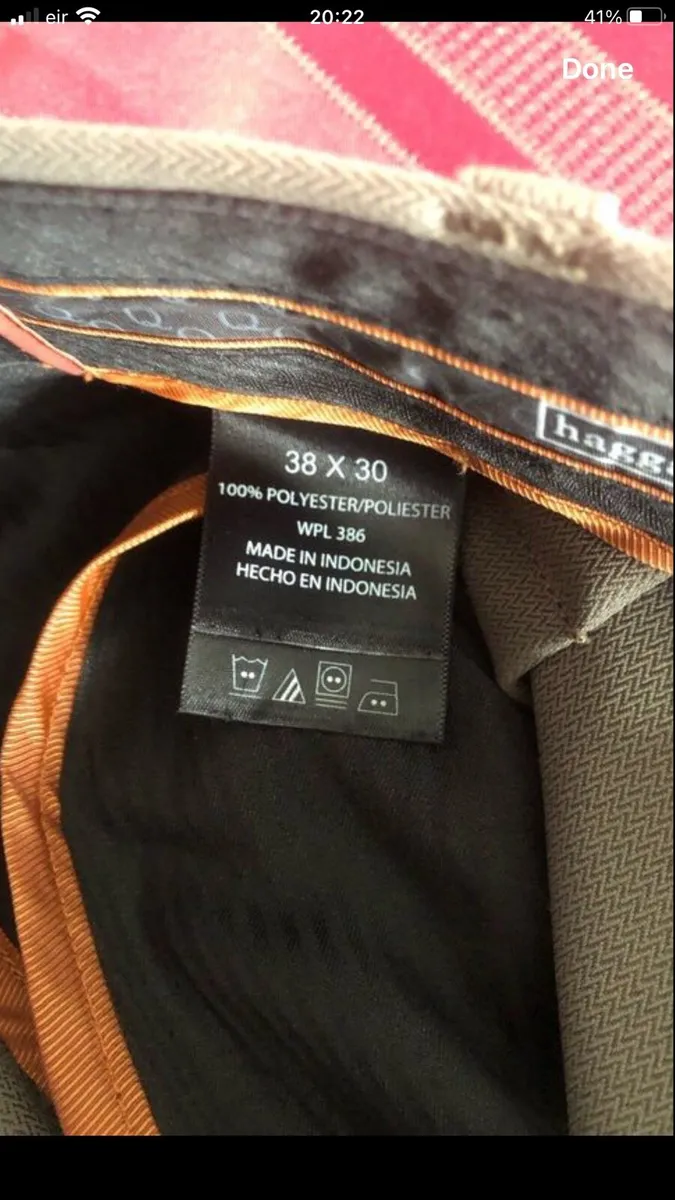 eir 20:22 41%
Done
38 X 30
100% POLYESTER/POLIESTER
WPL 386
MADE IN INDONESIA
HECHO EN INDONESIA